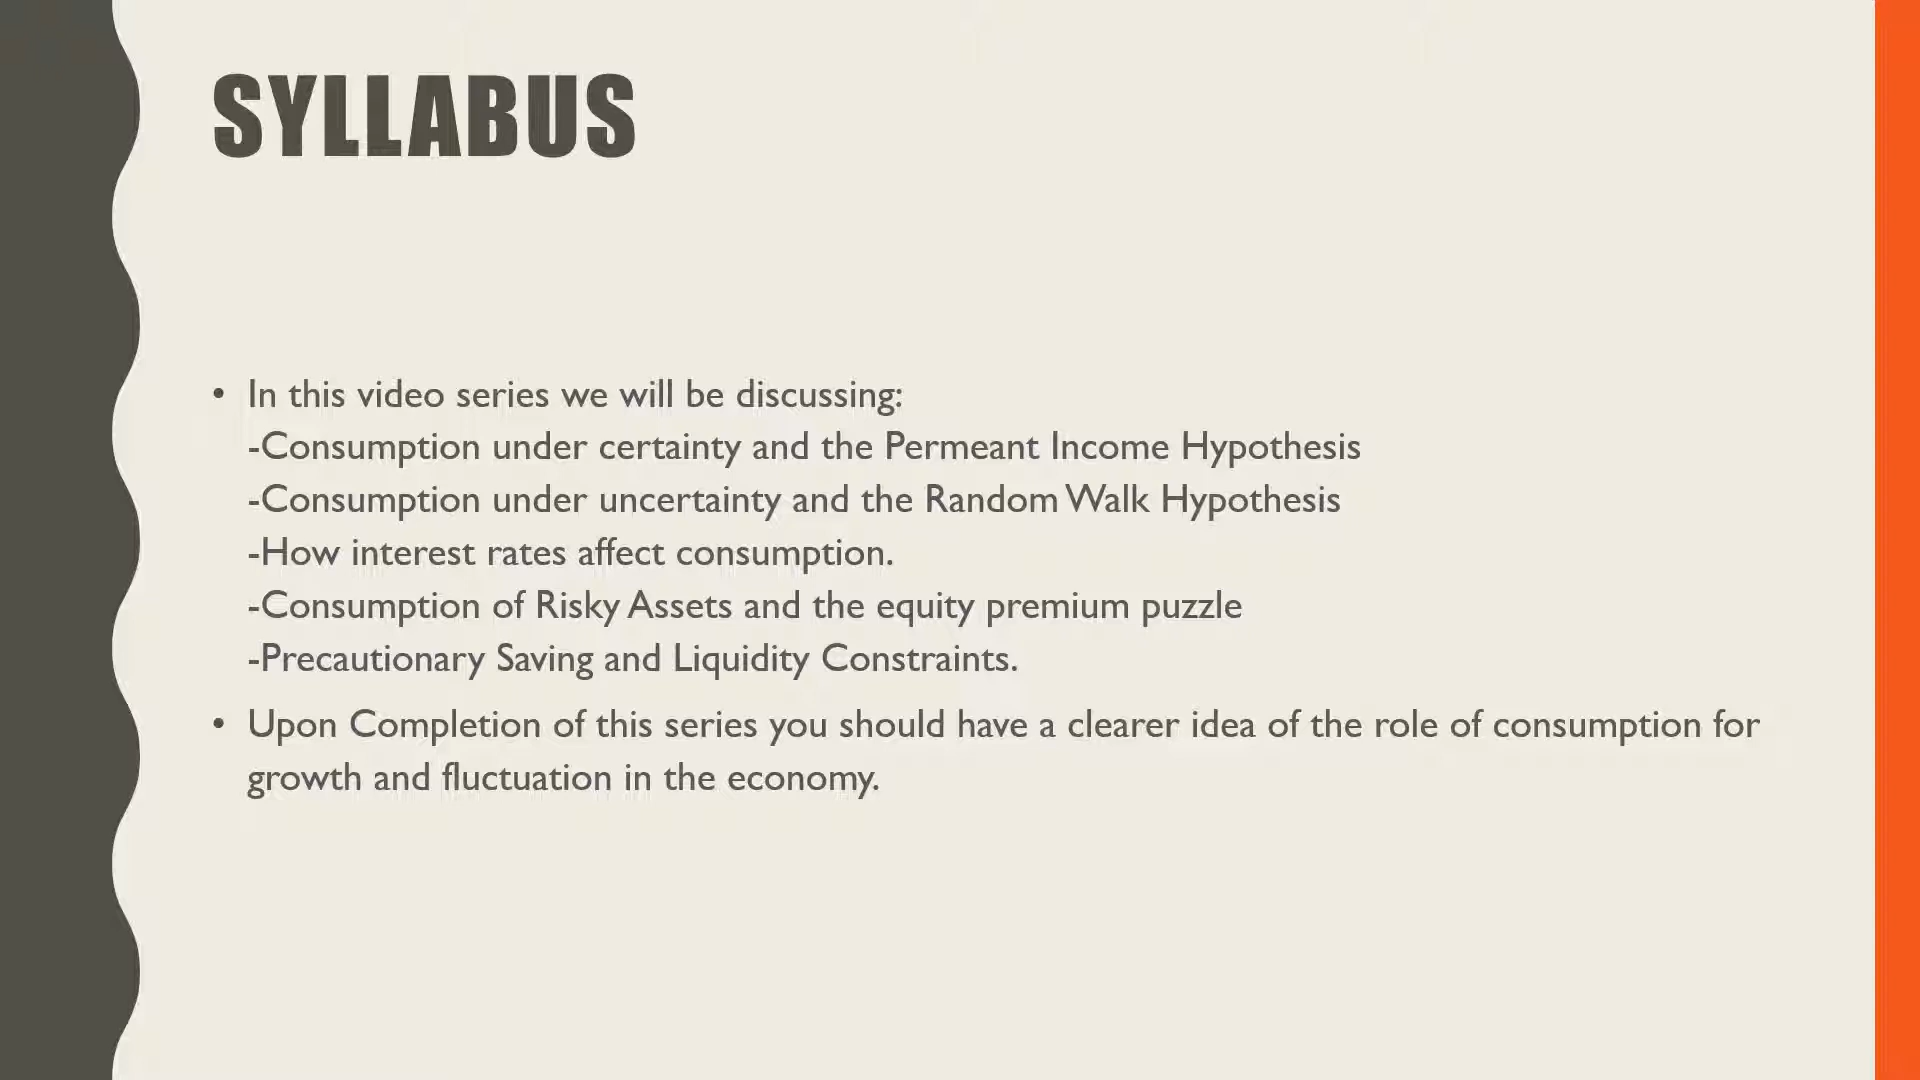 SYLLABUS
• In this video series we will be discussing:
-Consumption under certainty and the Permeant Income Hypothesis
-Consumption under uncertainty and the Random Walk Hypothesis
-How interest rates affect consumption.
-Consumption of Risky Assets and the equity premium puzzle
-Precautionary Saving and Liquidity Constraints.
• Upon Completion of this series you should have a clearer idea of the role of consumption for
growth and fluctuation in the economy.